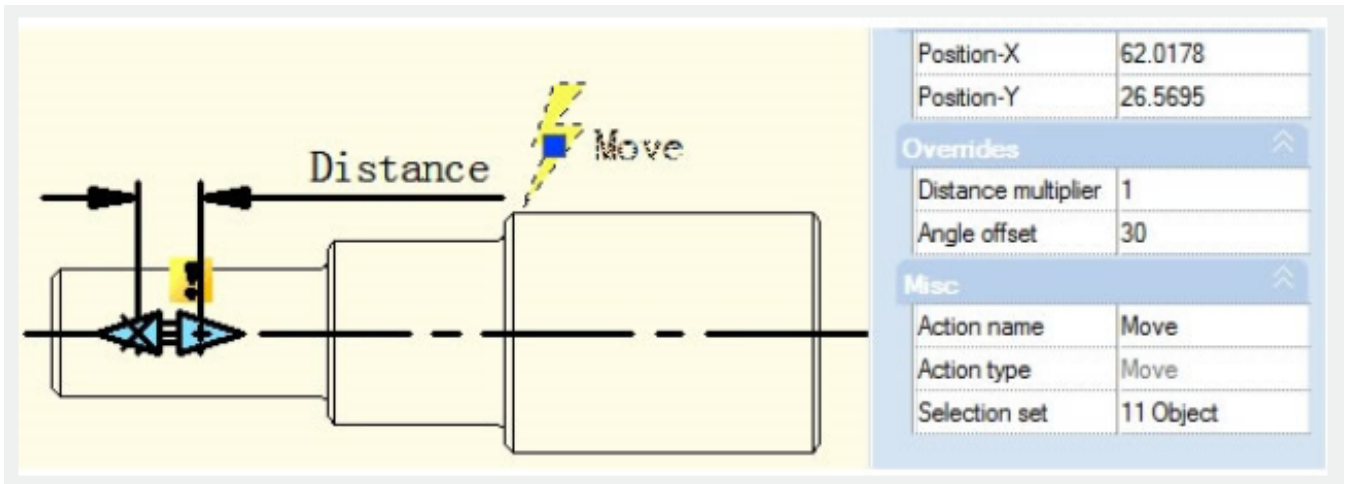 Distance
Move
Position-X 62.0178
Position-Y 26.5695
Overrides
Distance multiplier 1
Angle offset 30
Misc
Action name Move
Action type Move
Selection set 11 Object